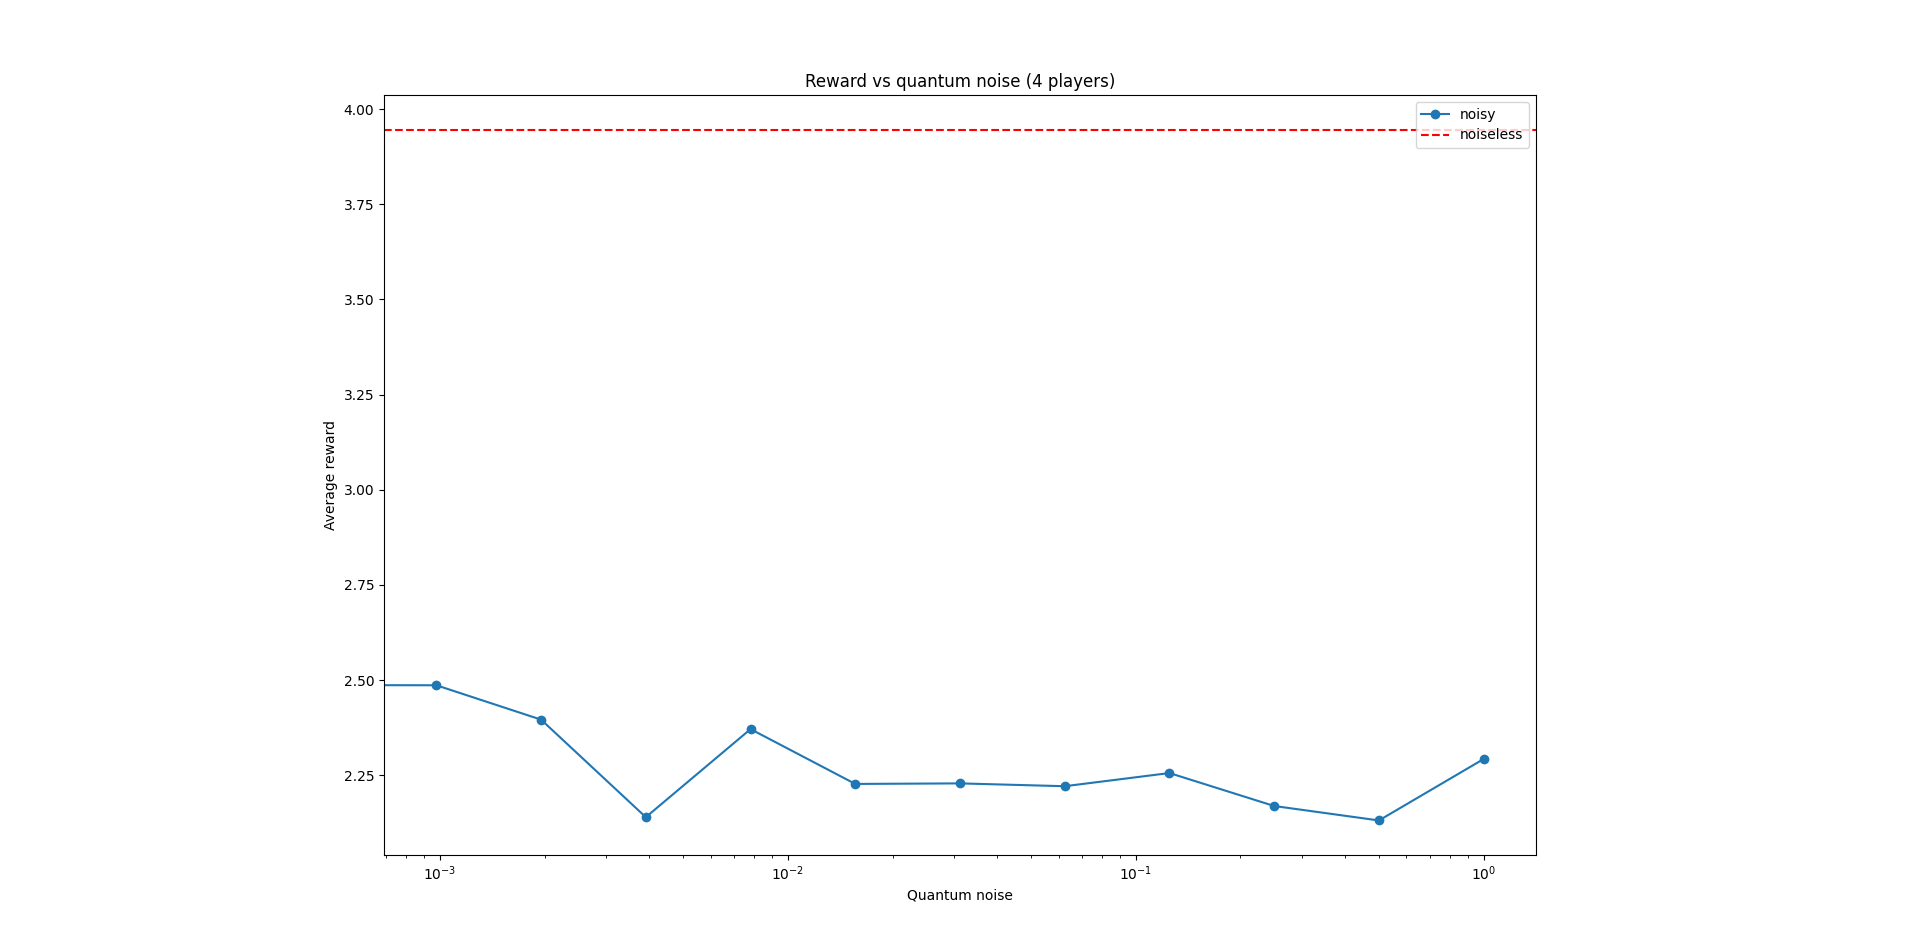 Reward vs quantum noise (4 players)
noisy
noiseless
4.00
3.75
3.50
3.25
3.00
2.75
2.50
2.25
Average reward
10⁻³ 10⁻² 10⁻¹ 10⁰
Quantum noise